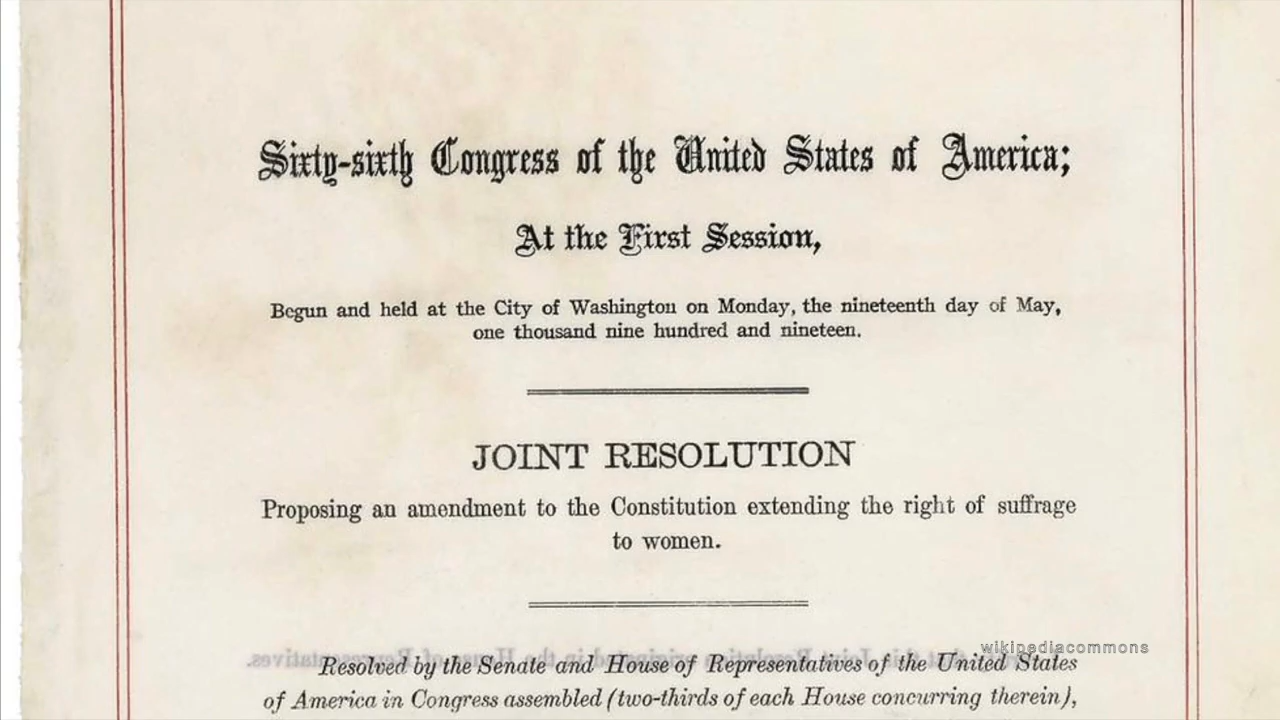 Sixty-sixth Congress of the United States of America;
At the First Session,
Begun and held at the City of Washington on Monday, the nineteenth day of May,
one thousand nine hundred and nineteen.
JOINT RESOLUTION
Proposing an amendment to the Constitution extending the right of suffrage
to women.
wikipediacommons
Resolved by the Senate and House of Representatives of the United States
of America in Congress assembled (two-thirds of each House concurring therein),